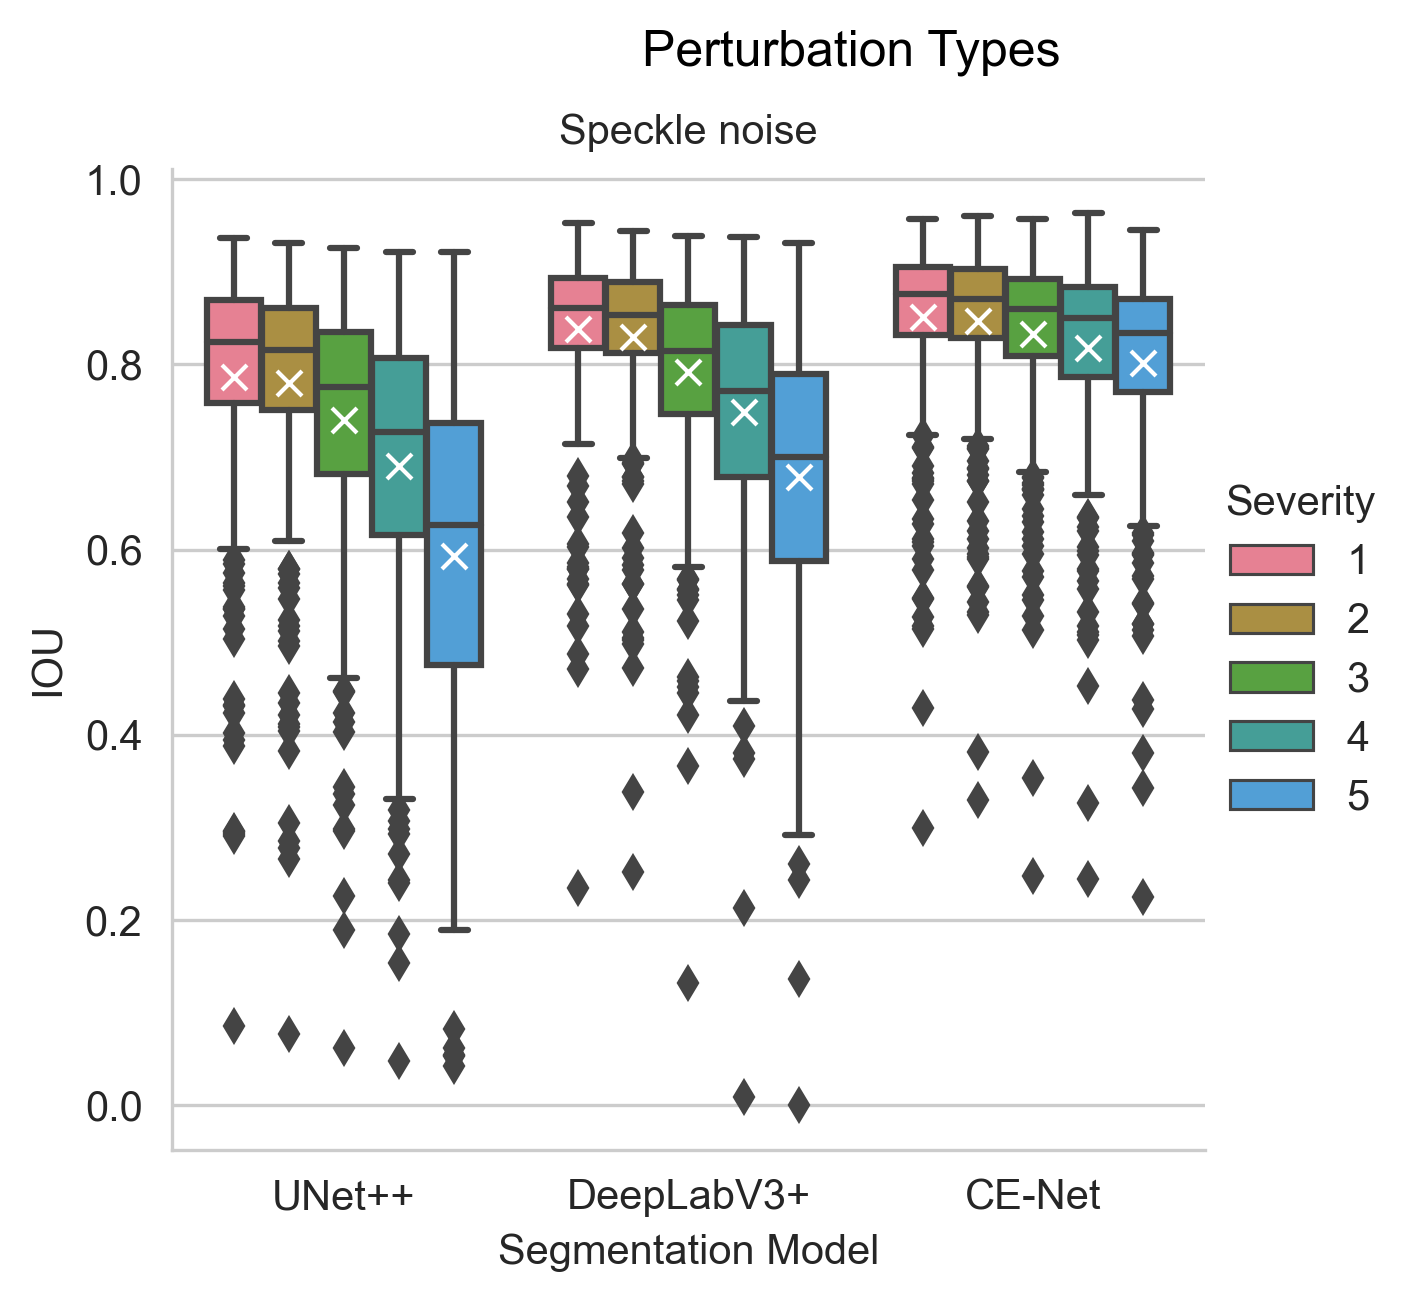 Perturbation Types
Speckle noise
1.0
0.8
0.6
0.4
0.2
0.0
IOU
UNet++
DeepLabV3+
CE-Net
Segmentation Model
Severity
1
2
3
4
5